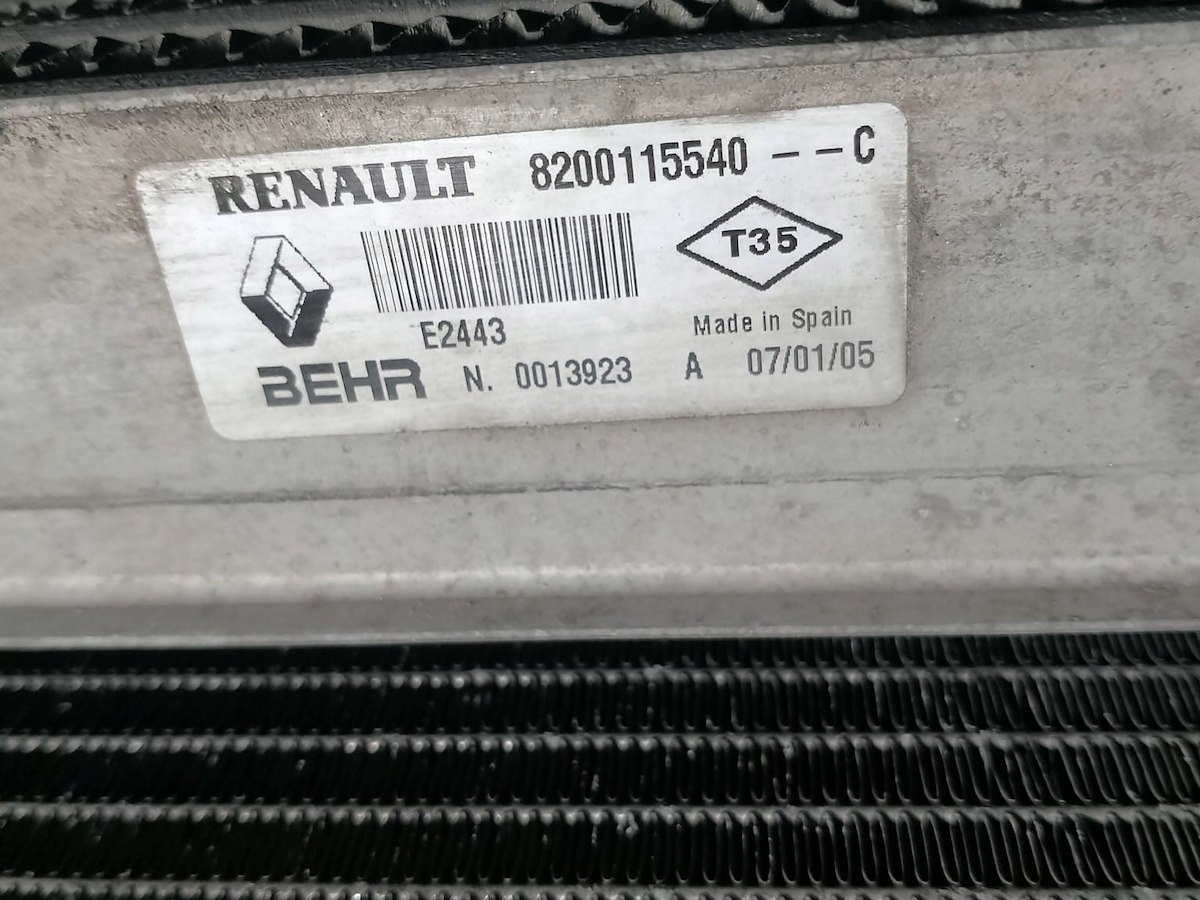 RENAULT 8200115540 --C
T35
E2443
Made in Spain
BEHR N. 0013923 A 07/01/05